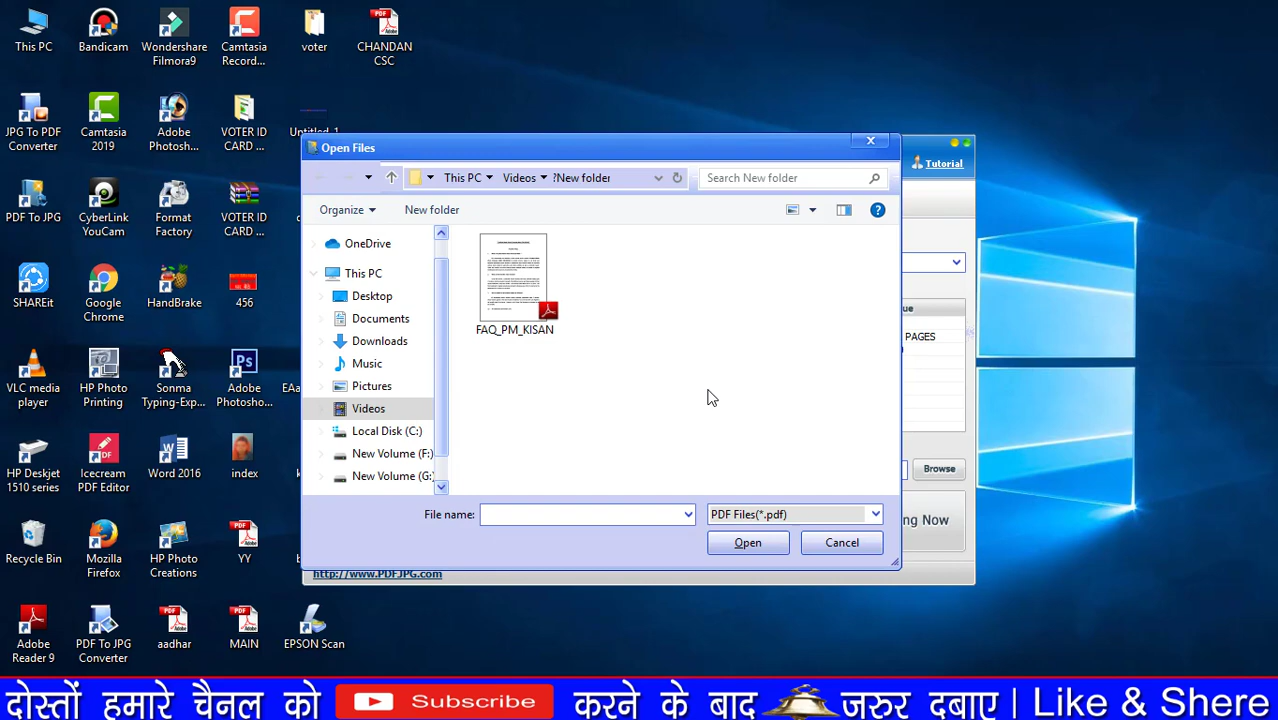 This PC
Bandicam
Wondershare
Filmora9
Camtasia
Record...
voter
CHANDAN
CSC
JPG To PDF
Converter
Camtasia
2019
Adobe
Photosh...
VOTER ID
CARD ...
Untitled-1
PDF To JPG
CyberLink
YouCam
Format
Factory
VOTER ID
CARD ...
SHAREit
Google
Chrome
HandBrake
456
VLC media
player
HP Photo
Printing
Sonma
Typing-Exp...
Adobe
Photosho...
EAa
HP Deskjet
1510 series
Icecream
PDF Editor
Word 2016
index
Recycle Bin
Mozilla
Firefox
HP Photo
Creations
YY
Adobe
Reader 9
PDF To JPG
Converter
aadhar
MAIN
EPSON Scan
Open Files
This PC Videos ?New folder
Search New folder
Organize New folder
OneDrive
This PC
Desktop
Documents
Downloads
Music
Pictures
Videos
Local Disk (C:)
New Volume (F:)
New Volume (G:)
FAQ_PM_KISAN
File name:
PDF Files(*.pdf)
Open Cancel
Tutorial
ue
PAGES
Browse
ng Now
http://www.PDFJPG.com
दोस्तों हमारे चैनल को Subscribe करने के बाद जरुर दबाए | Like & Shere